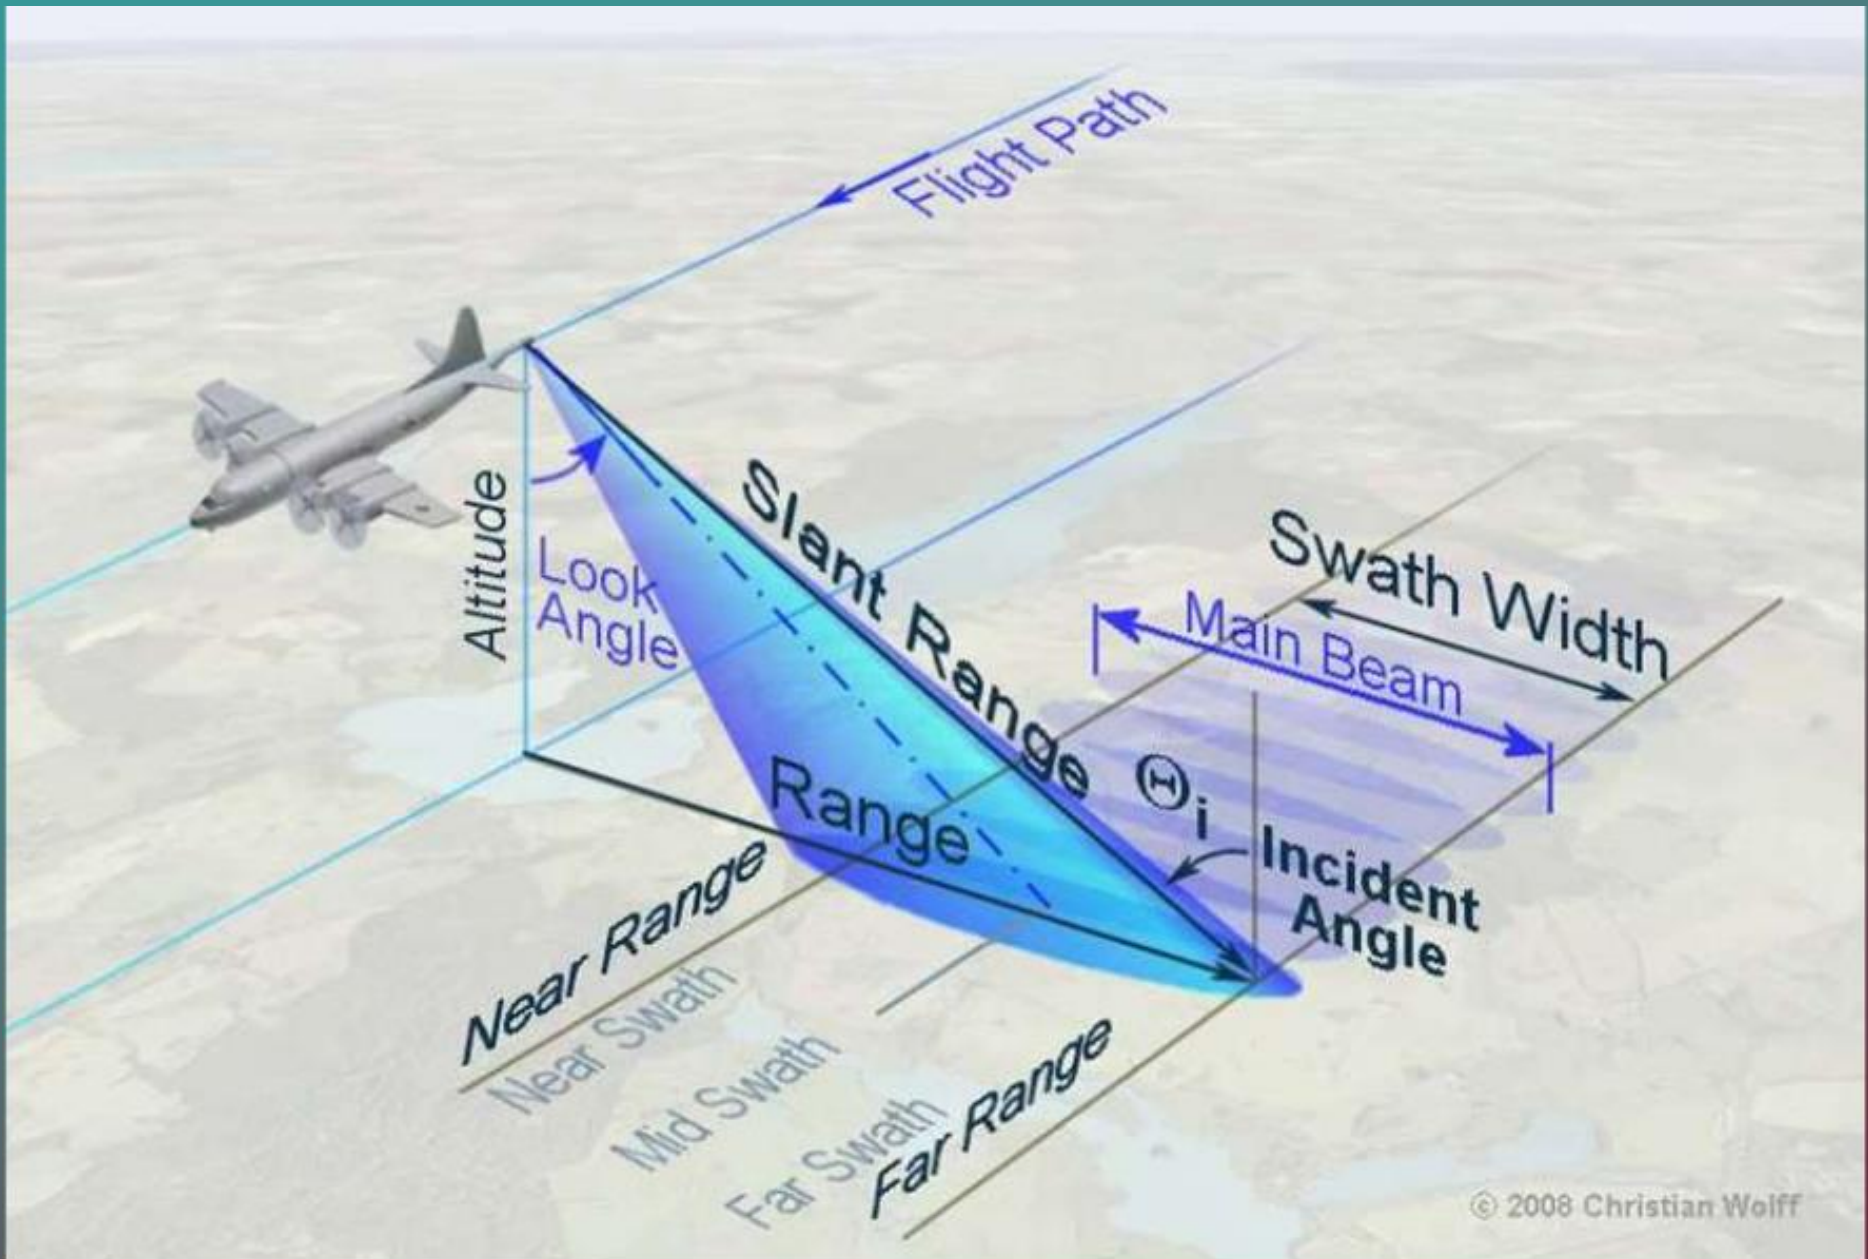 Flight Path
Altitude
Look
Angle
Slant Range
Swath Width
Main Beam
Range
Θi
Incident
Angle
Near Range
Near Swath
Mid Swath
Far Swath
Far Range
© 2008 Christian Wolff